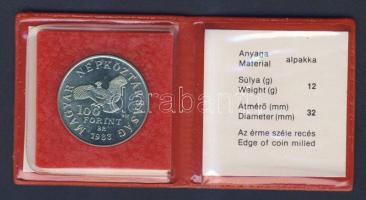 MAGYAR NÉPKÖZTÁRSASÁG
100
FORINT
BP.
1983
Anyaga
Material alpakka
Súlya (g)
Weight (g) 12
Átmérő (mm)
Diameter (mm) 32
Az érme széle recés
Edge of coin milled
Darabanth